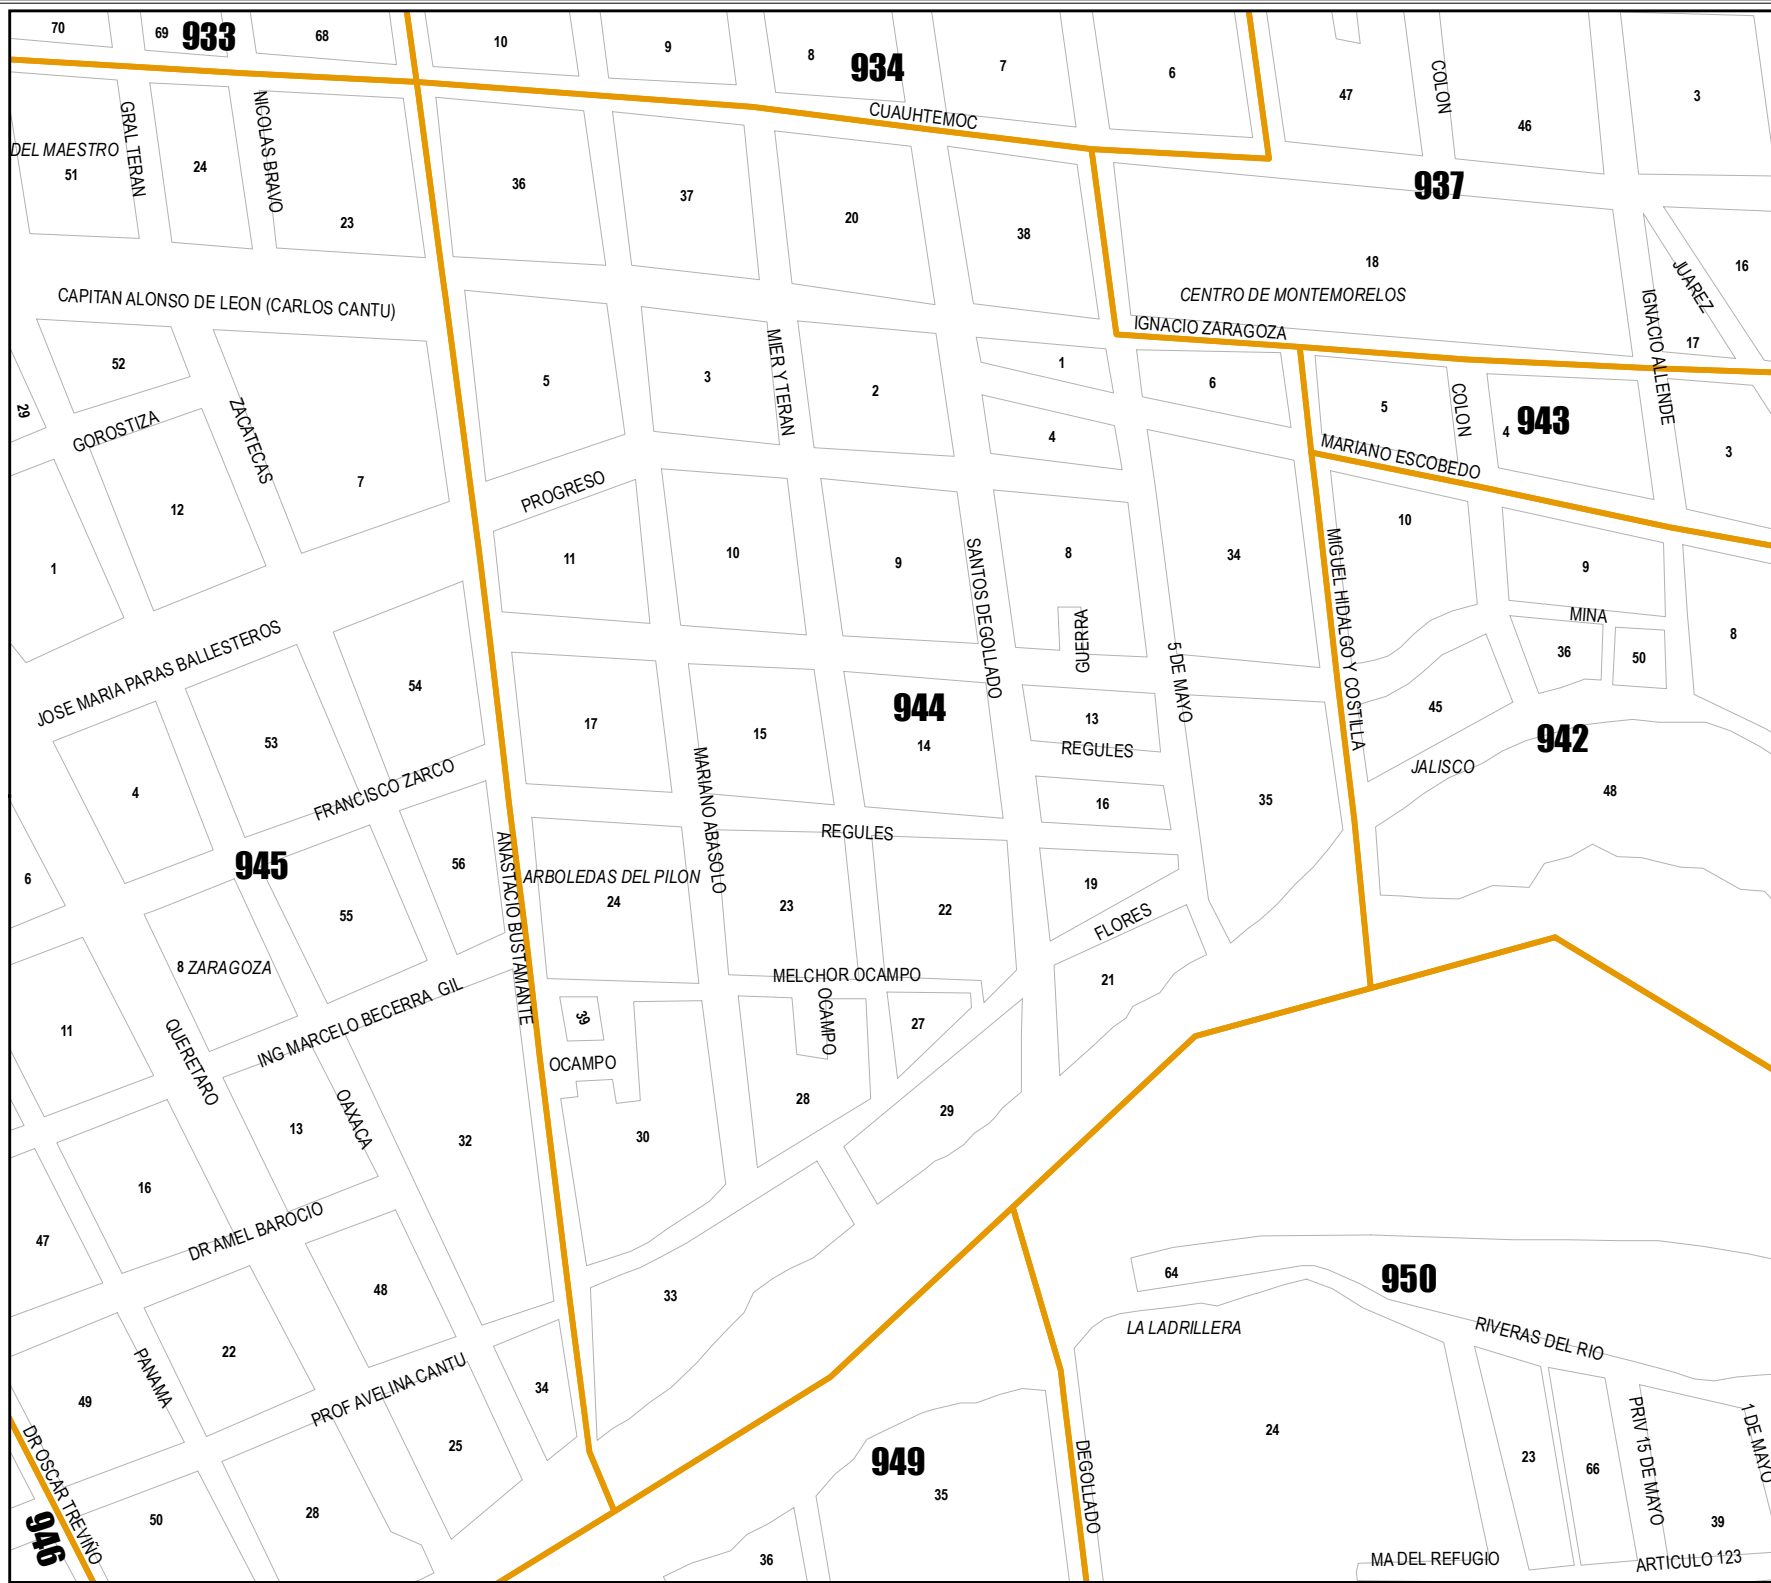 70
69
933
68
10
9
8
934
7
6
47
COLON
46
3
CUAUHTEMOC
GRAL TERAN
NICOLAS BRAVO
DEL MAESTRO
51
24
23
36
37
20
38
937
18
CENTRO DE MONTEMORELOS
16
JUAREZ
17
IGNACIO ALLENDE
CAPITAN ALONSO DE LEON (CARLOS CANTU)
IGNACIO ZARAGOZA
52
29
GOROSTIZA
ZACATECAS
7
12
1
5
3
MIER Y TERAN
2
1
4
6
5
COLON
4
943
3
MARIANO ESCOBEDO
PROGRESO
11
10
9
SANTOS DEGOLLADO
8
GUERRA
34
MIGUEL HIDALGO Y COSTILLA
10
9
MINA
36
50
8
JOSE MARIA PARAS BALLESTEROS
54
53
4
17
15
944
14
13
REGULES
5 DE MAYO
45
JALISCO
942
48
FRANCISCO ZARCO
MARIANO ABASOLO
16
35
945
56
6
55
ANASTACIO BUSTAMANTE
ARBOLEDAS DEL PILON
24
REGULES
23
22
19
FLORES
21
8
ZARAGOZA
MELCHOR OCAMPO
OCAMPO
27
39
OCAMPO
11
QUERETARO
ING MARCELO BECERRA GIL
OAXACA
13
32
30
28
29
16
47
DR AMEL BAROCIO
48
33
64
950
LA LADRILLERA
RIVERAS DEL RIO
22
PANAMA
49
PROF AVELINA CANTU
34
25
DR OSCAR TREVIÑO
946
50
28
949
35
36
DEGOLLADO
24
23
66
PRIV 15 DE MAYO
1 DE MAYO
39
MA DEL REFUGIO
ARTICULO 123